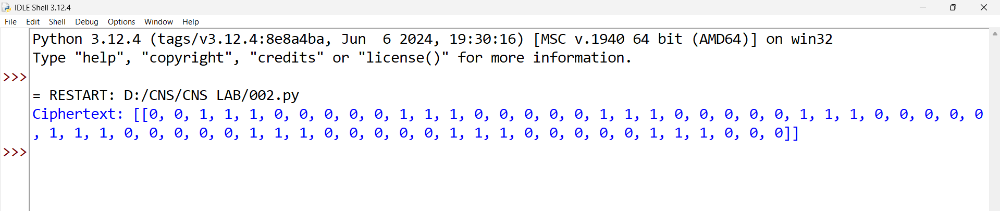 IDLE Shell 3.12.4
File Edit Shell Debug Options Window Help
Python 3.12.4 (tags/v3.12.4:8e8a4ba, Jun  6 2024, 19:30:16) [MSC v.1940 64 bit (AMD64)] on win32
Type "help", "copyright", "credits" or "license()" for more information.
>>>
= RESTART: D:/CNS/CNS LAB/002.py
Ciphertext: [[0, 0, 1, 1, 1, 0, 0, 0, 0, 0, 1, 1, 1, 0, 0, 0, 0, 0, 1, 1, 1, 0, 0, 0, 0, 0, 1, 1, 1, 0, 0, 0, 0, 0
, 1, 1, 1, 0, 0, 0, 0, 0, 1, 1, 1, 0, 0, 0, 0, 0, 1, 1, 1, 0, 0, 0, 0, 0, 1, 1, 1, 0, 0, 0]]
>>>